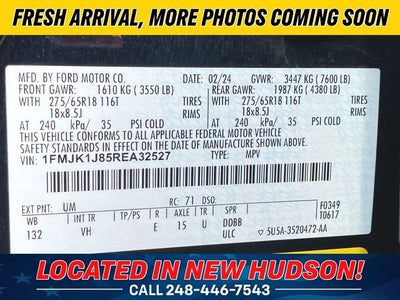 FRESH ARRIVAL, MORE PHOTOS COMING SOON
MFD. BY FORD MOTOR CO. 02/24 GVWR: 3447 KG ( 7600 LB)
FRONT GAWR: 1610 KG ( 3550 LB) REAR GAWR: 1987 KG ( 4380 LB)
WITH 275/65R18 116T TIRES WITH 275/65R18 116T TIRES
18x8.5J RIMS 18x8.5J RIMS
AT 240 kPa/ 35 PSI COLD AT 240 kPa/ 35 PSI COLD
THIS VEHICLE CONFORMS TO ALL APPLICABLE FEDERAL MOTOR VEHICLE
SAFETY STANDARDS IN EFFECT ON THE DATE OF MANUFACTURE SHOWN ABOVE.
VIN: 1FMJK1J85REA32527 TYPE: MPV
EXT PNT: UM RC: 71 DSO: F0349
WB INT TR TP/PS R AXLE TR SPR T0617
132 VH E 15 U DDBB
ULC 5U5A-3520472-AA
LOCATED IN NEW HUDSON!
CALL 248-446-7543